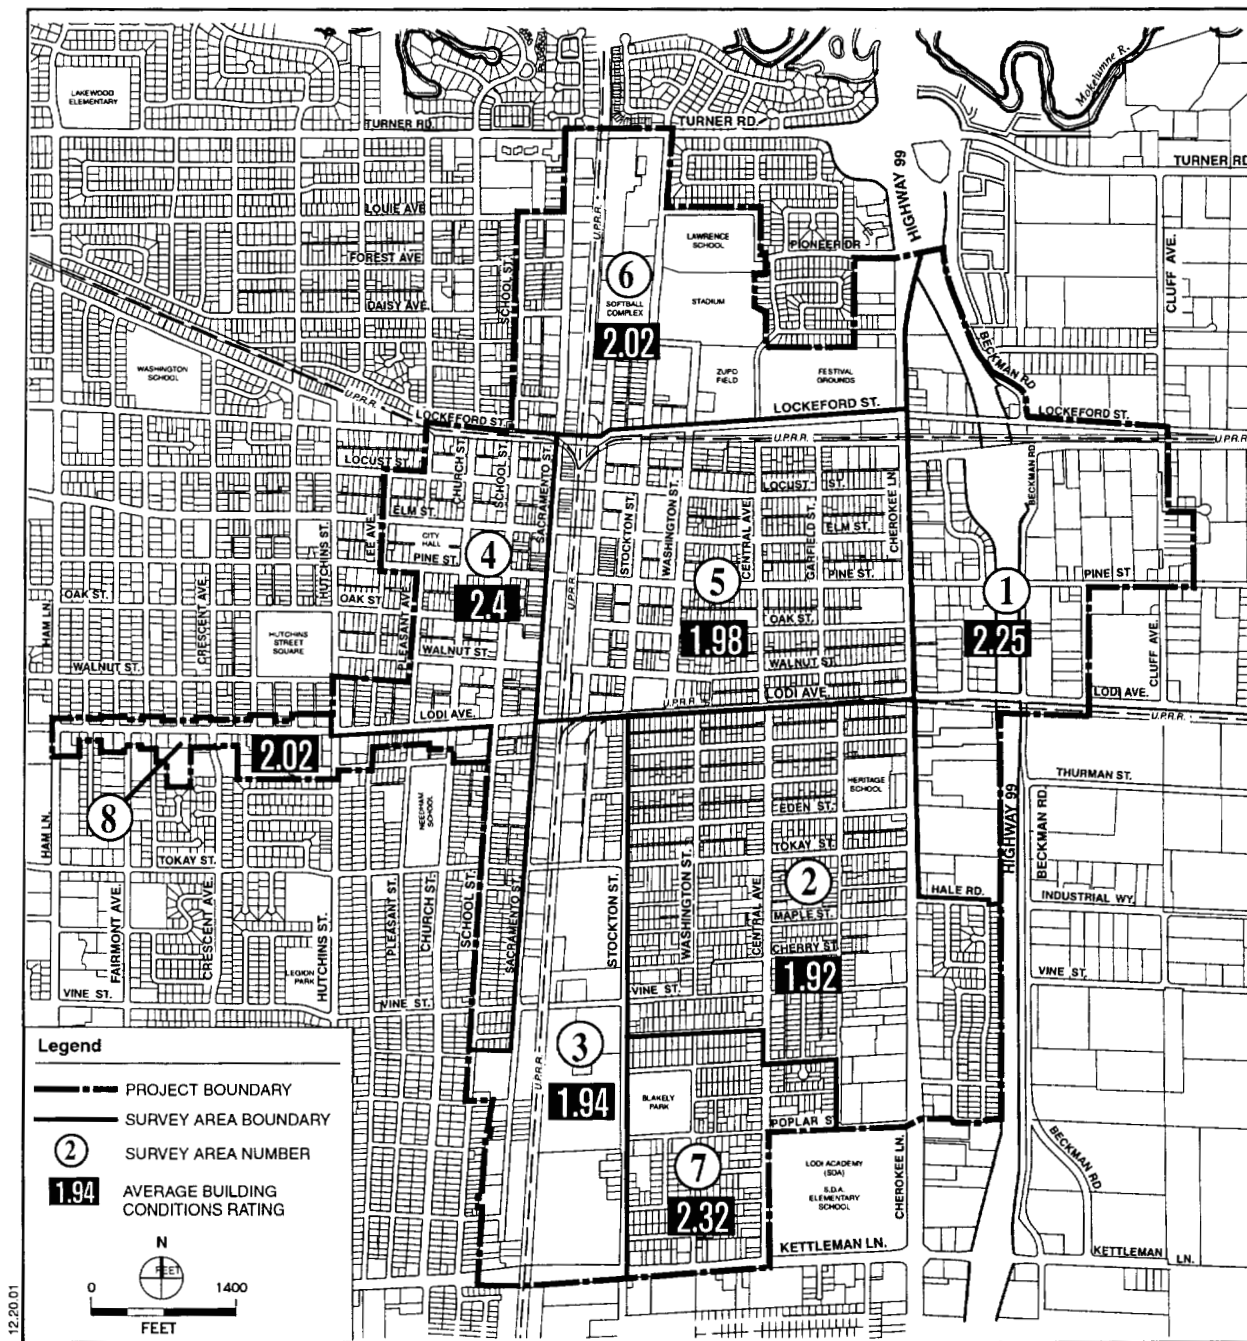 Mokelumne R.
LAKEWOOD
ELEMENTARY
TURNER RD.
TURNER RD.
TURNER RD
HIGHWAY 99
LOUIE AVE
U.P.R.R.
LAWRENCE
SCHOOL
PIONEER DR
FOREST AVE.
SCHOOL ST.
6
SOFTBALL
COMPLEX
STADIUM
CLUFF AVE.
DAISY AVE.
2.02
BECKMAN RD
WASHINGTON
SCHOOL
ZUPO
FIELD
FESTIVAL
GROUNDS
U.P.R.R.
LOCKEFORD ST.
LOCKEFORD ST.
LOCKEFORD ST.
U.P.R.R.
U.P.R.R.
LOCUST ST.
CHURCH ST.
SCHOOL ST.
SACRAMENTO ST.
LOCUST ST.
BECKMAN RD
ELM ST.
STOCKTON ST.
WASHINGTON ST.
CENTRAL AVE.
GARFIELD ST.
ELM ST.
CHEROKEE LN.
HUTCHINS ST.
LEE AVE.
CITY
HALL
PINE ST.
4
5
PINE ST.
1
PINE ST
HAM LN.
OAK ST.
CRESCENT AVE.
OAK ST.
PLEASANT AVE.
2.4
U.P.R.R.
1.98
OAK ST.
2.25
CLUFF AVE.
HUTCHINS
STREET
SQUARE
WALNUT ST.
WALNUT ST.
WALNUT ST.
LODI AVE.
LODI AVE.
LODI AVE.
U.P.R.R.
U.P.R.R.
2.02
8
HAM LN.
NEEDHAM
SCHOOL
HERITAGE
SCHOOL
THURMAN ST.
EDEN ST.
HIGHWAY 99
BECKMAN RD.
TOKAY ST.
TOKAY ST.
2
HALE RD.
INDUSTRIAL WY.
FAIRMONT AVE.
CRESCENT AVE.
HUTCHINS ST.
PLEASANT ST.
CHURCH ST.
SCHOOL ST.
SACRAMENTO ST.
STOCKTON ST.
WASHINGTON ST.
CENTRAL AVE.
MAPLE ST.
CHERRY ST.
LEGION
PARK
1.92
VINE ST.
VINE ST.
VINE ST.
VINE ST.
3
U.P.R.R.
1.94
BLAKELY
PARK
POPLAR S
7
2.32
LODI ACADEMY
(SDA)
S.D.A.
ELEMENTARY
SCHOOL
CHEROKEE LN.
BECKMAN RD.
KETTLEMAN LN.
KETTLEMAN LN.
Legend
PROJECT BOUNDARY
SURVEY AREA BOUNDARY
2 SURVEY AREA NUMBER
1.94 AVERAGE BUILDING
CONDITIONS RATING
N
FEET
0 1400
FEET
12.20.01